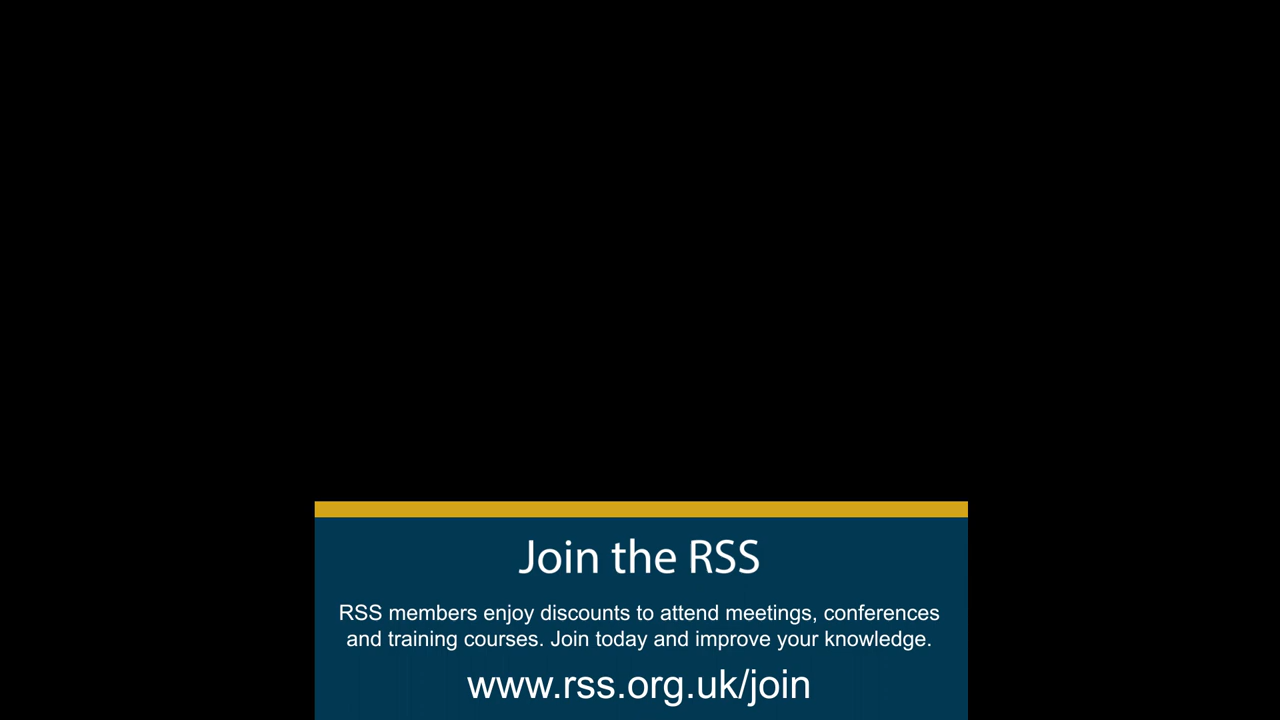 Join the RSS
RSS members enjoy discounts to attend meetings, conferences
and training courses. Join today and improve your knowledge.
www.rss.org.uk/join